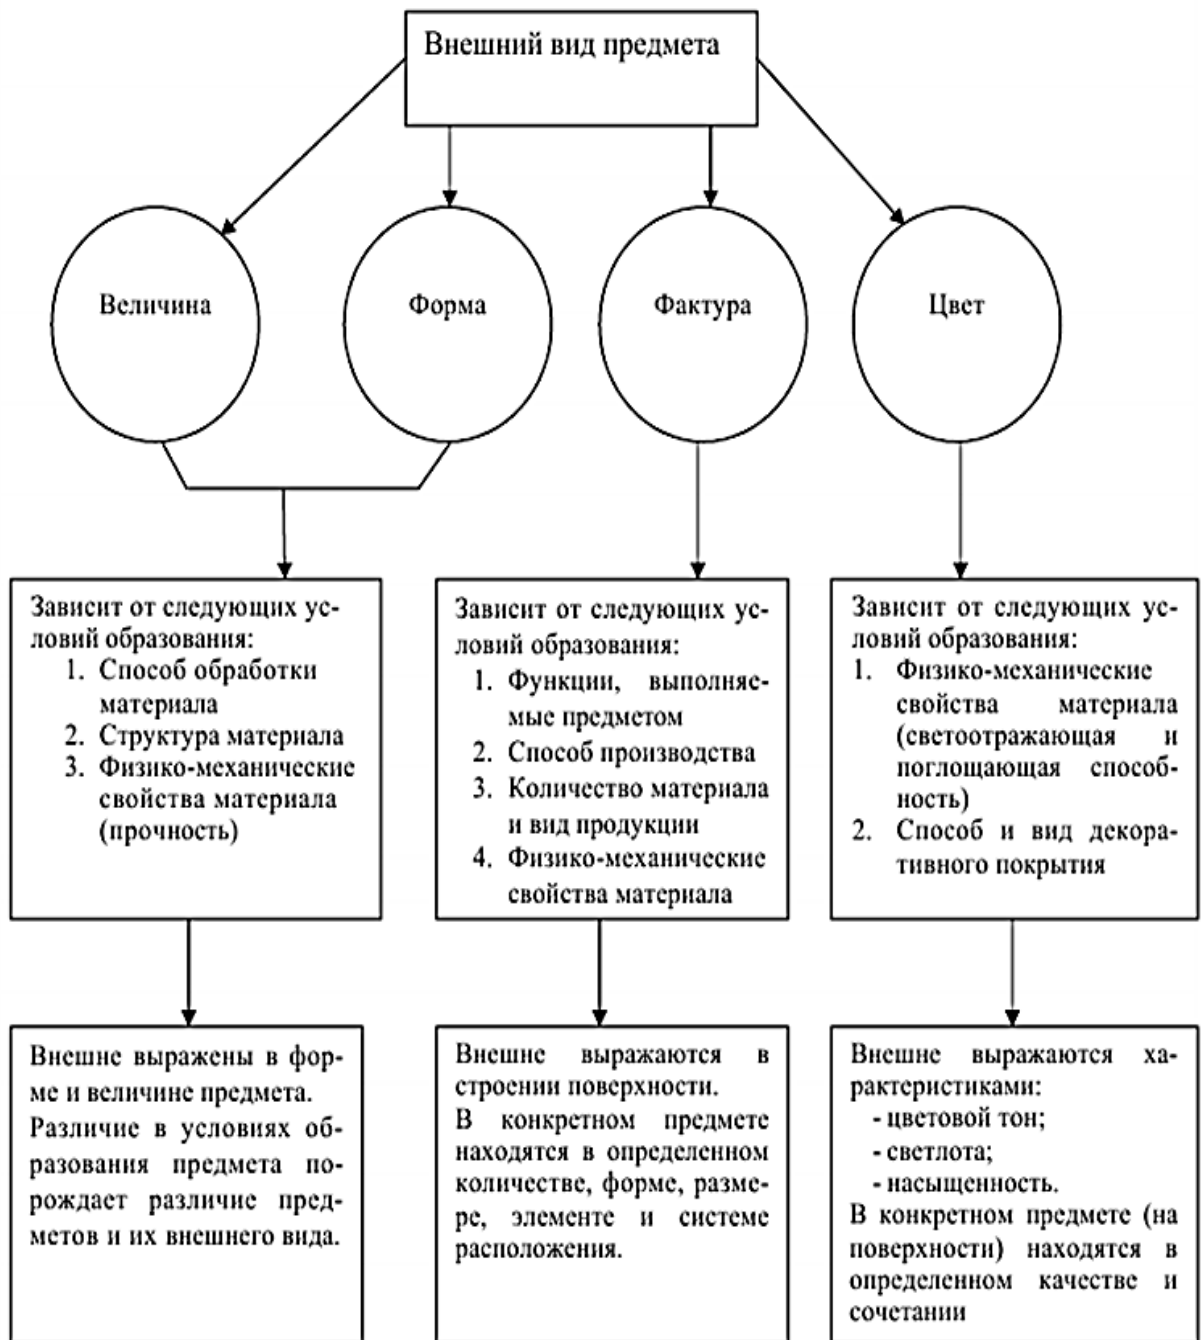 Внешний вид предмета
Величина
Форма
Фактура
Цвет
Зависит от следующих ус-
ловий образования:
1. Способ обработки
материала
2. Структура материала
3. Физико-механические
свойства материала
(прочность)
Зависит от следующих ус-
ловий образования:
1. Функции, выполняе-
мые предметом
2. Способ производства
3. Количество материала
и вид продукции
4. Физико-механические
свойства материала
Зависит от следующих ус-
ловий образования:
1. Физико-механические
свойства материала
(светоотражающая и
поглощающая способ-
ность)
2. Способ и вид декора-
тивного покрытия
Внешне выражены в фор-
ме и величине предмета.
Различие в условиях об-
разования предмета по-
рождает различие пред-
метов и их внешнего вида.
Внешне выражаются в
строении поверхности.
В конкретном предмете
находятся в определенном
количестве, форме, разме-
ре, элементе и системе
расположения.
Внешне выражаются ха-
рактеристиками:
- цветовой тон;
- светлота;
- насыщенность.
В конкретном предмете (на
поверхности) находятся в
определенном качестве и
сочетании